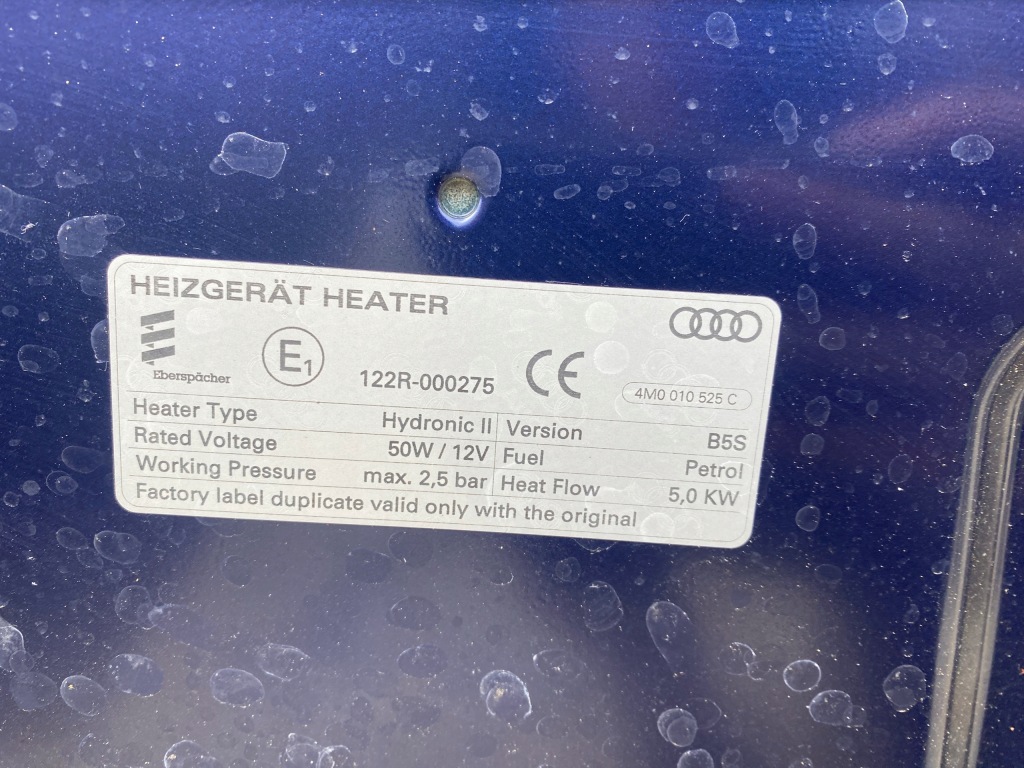 HEIZGERÄT HEATER
Eberspächer
E1
122R-000275
CE
4M0 010 525 C
Heater Type Hydronic II Version B5S
Rated Voltage 50W / 12V Fuel Petrol
Working Pressure max. 2,5 bar Heat Flow 5,0 KW
Factory label duplicate valid only with the original